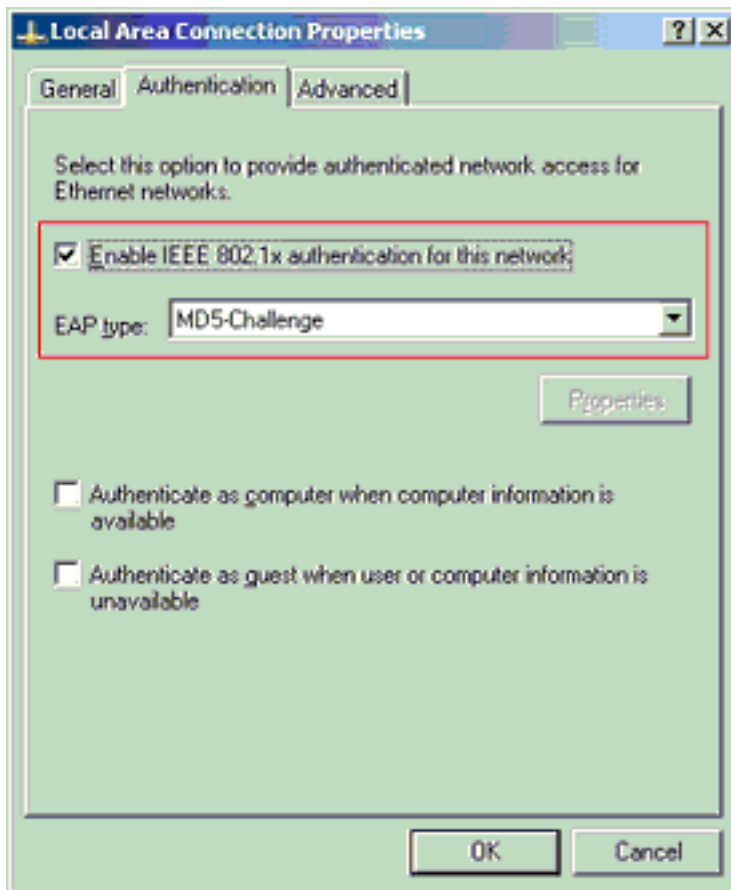 Local Area Connection Properties
General Authentication Advanced
Select this option to provide authenticated network access for
Ethernet networks.
Enable IEEE 802.1x authentication for this network
EAP type: MD5-Challenge
Properties
Authenticate as computer when computer information is
available
Authenticate as guest when user or computer information is
unavailable
OK Cancel